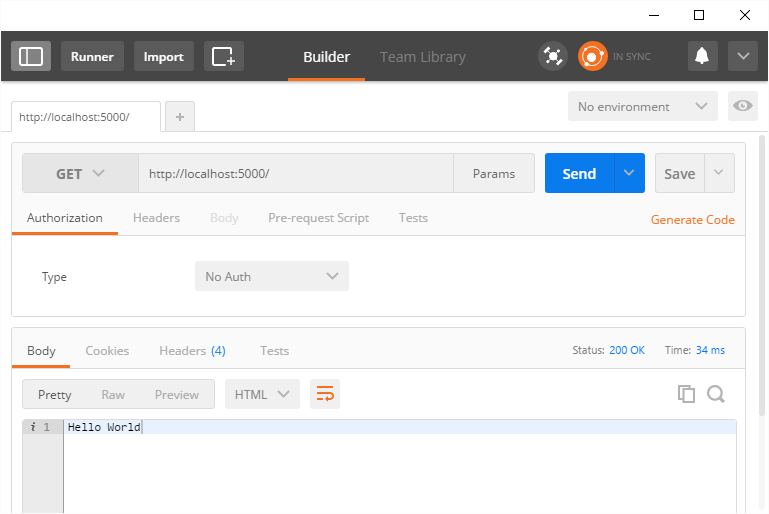 Runner Import Builder Team Library IN SYNC
http://localhost:5000/ + No environment
GET http://localhost:5000/ Params Send Save
Authorization Headers Body Pre-request Script Tests Generate Code
Type No Auth
Body Cookies Headers (4) Tests Status: 200 OK Time: 34 ms
Pretty Raw Preview HTML
i 1 Hello World